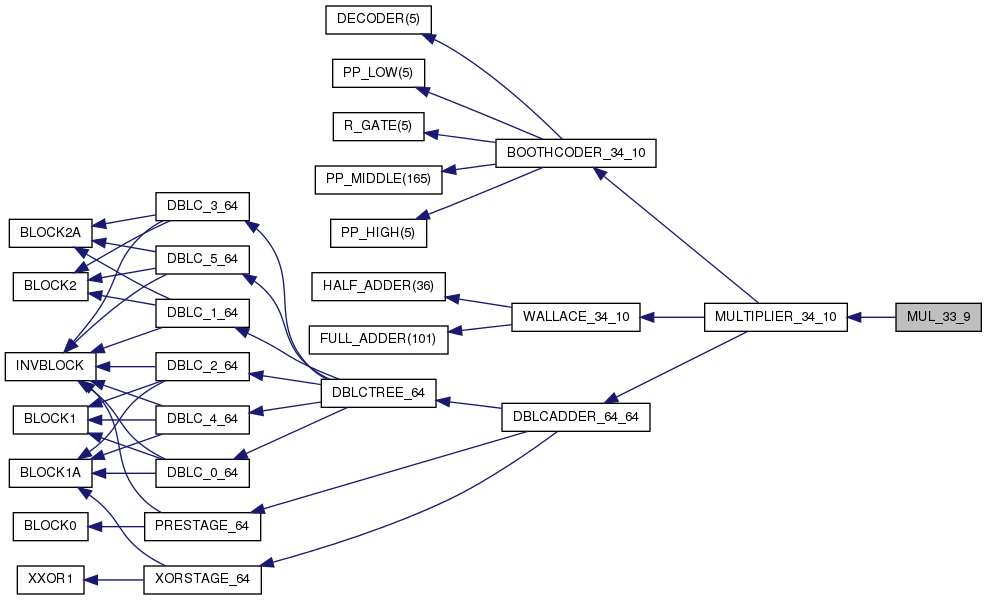 DECODER(5)
PP_LOW(5)
R_GATE(5)
BOOTHCODER_34_10
PP_MIDDLE(165)
DBLC_3_64
BLOCK2A
PP_HIGH(5)
DBLC_5_64
BLOCK2
HALF_ADDER(36)
DBLC_1_64
WALLACE_34_10
MULTIPLIER_34_10
MUL_33_9
FULL_ADDER(101)
INVBLOCK
DBLC_2_64
DBLCTREE_64
BLOCK1
DBLC_4_64
DBLCADDER_64_64
BLOCK1A
DBLC_0_64
BLOCK0
PRESTAGE_64
XXOR1
XORSTAGE_64